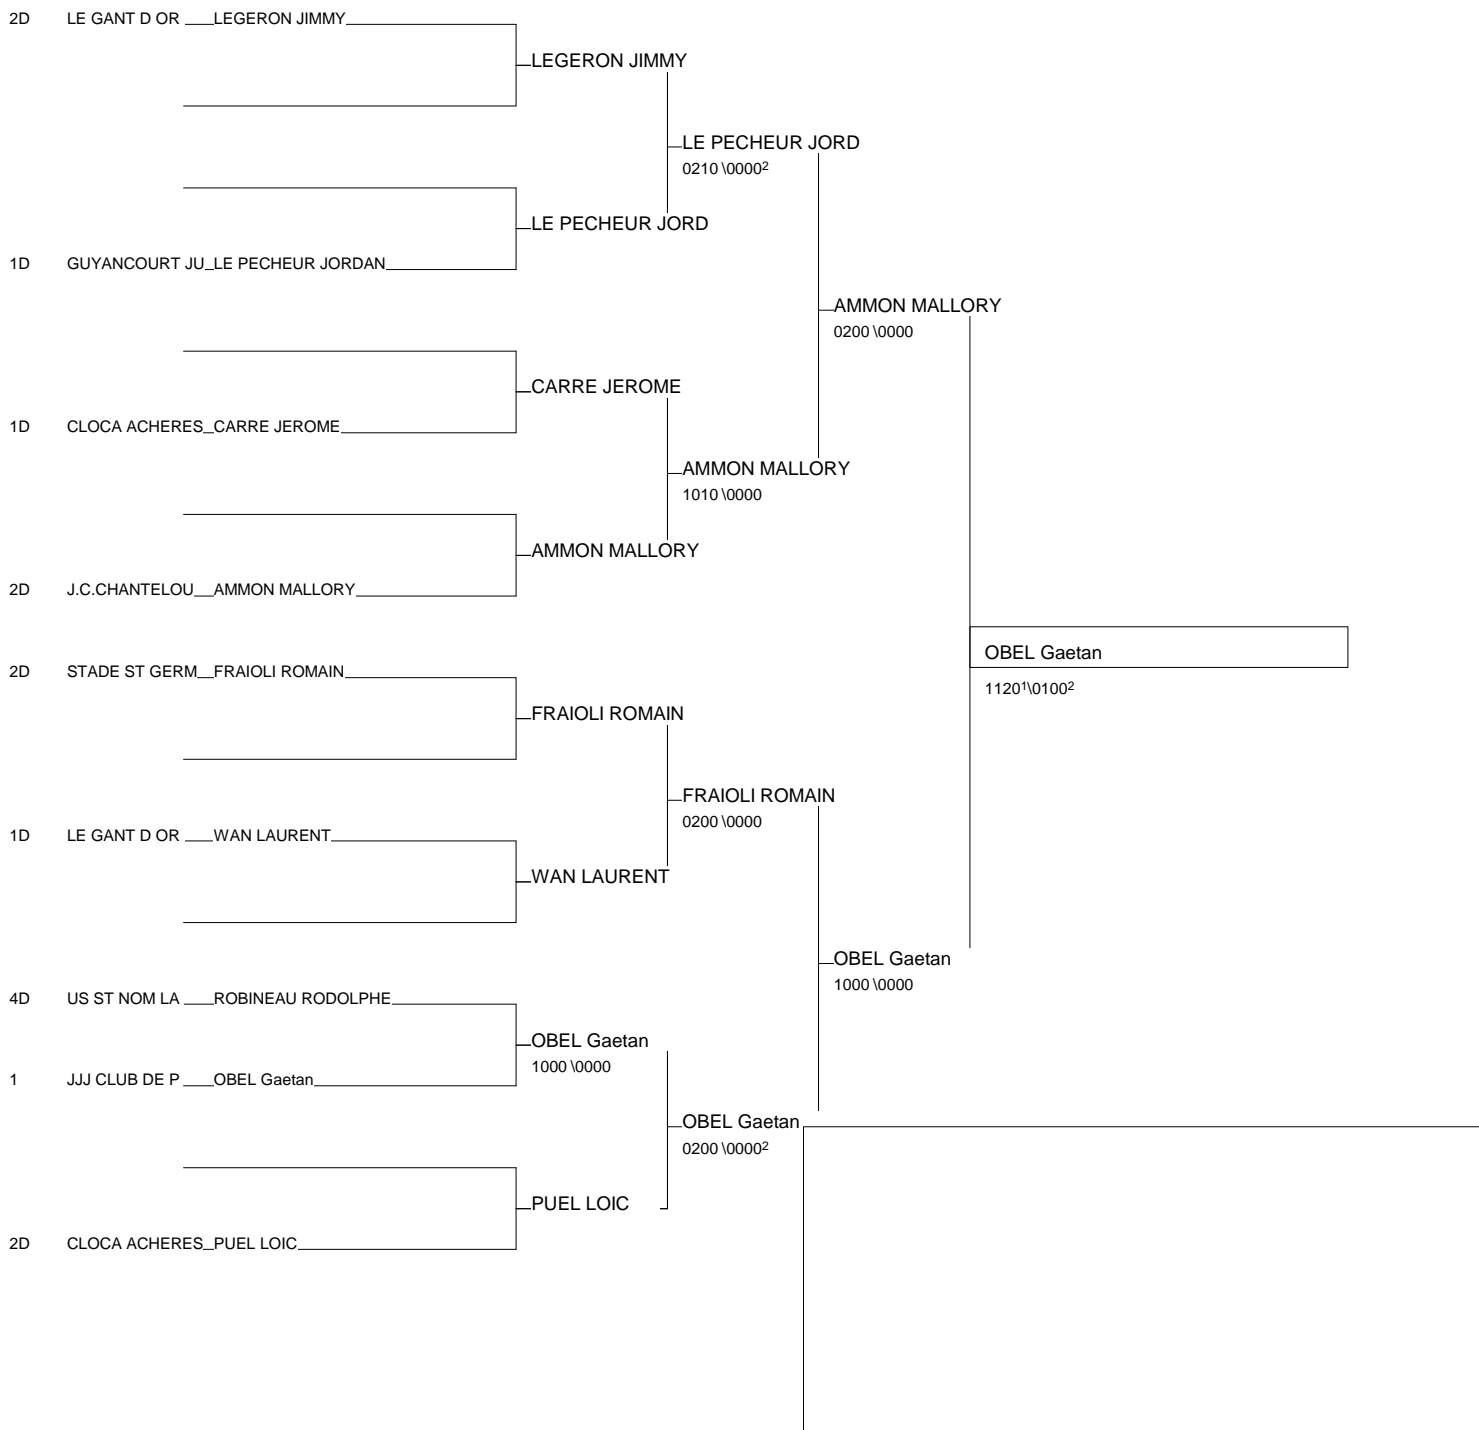 2D LE GANT D OR LEGERON JIMMY
LEGERON JIMMY
LE PECHEUR JORD
0210 \0000²
LE PECHEUR JORD
1D GUYANCOURT JU LE PECHEUR JORDAN
AMMON MALLORY
0200 \0000
CARRE JEROME
1D CLOCA ACHERES CARRE JEROME
AMMON MALLORY
1010 \0000
AMMON MALLORY
2D J.C.CHANTELOU AMMON MALLORY
OBEL Gaetan
1120¹\0100²
2D STADE ST GERM FRAIOLI ROMAIN
FRAIOLI ROMAIN
FRAIOLI ROMAIN
0200 \0000
1D LE GANT D OR WAN LAURENT
WAN LAURENT
OBEL Gaetan
1000 \0000
4D US ST NOM LA ROBINEAU RODOLPHE
OBEL Gaetan
1000 \0000
1 JJJ CLUB DE P OBEL Gaetan
OBEL Gaetan
0200 \0000²
PUEL LOIC
2D CLOCA ACHERES PUEL LOIC